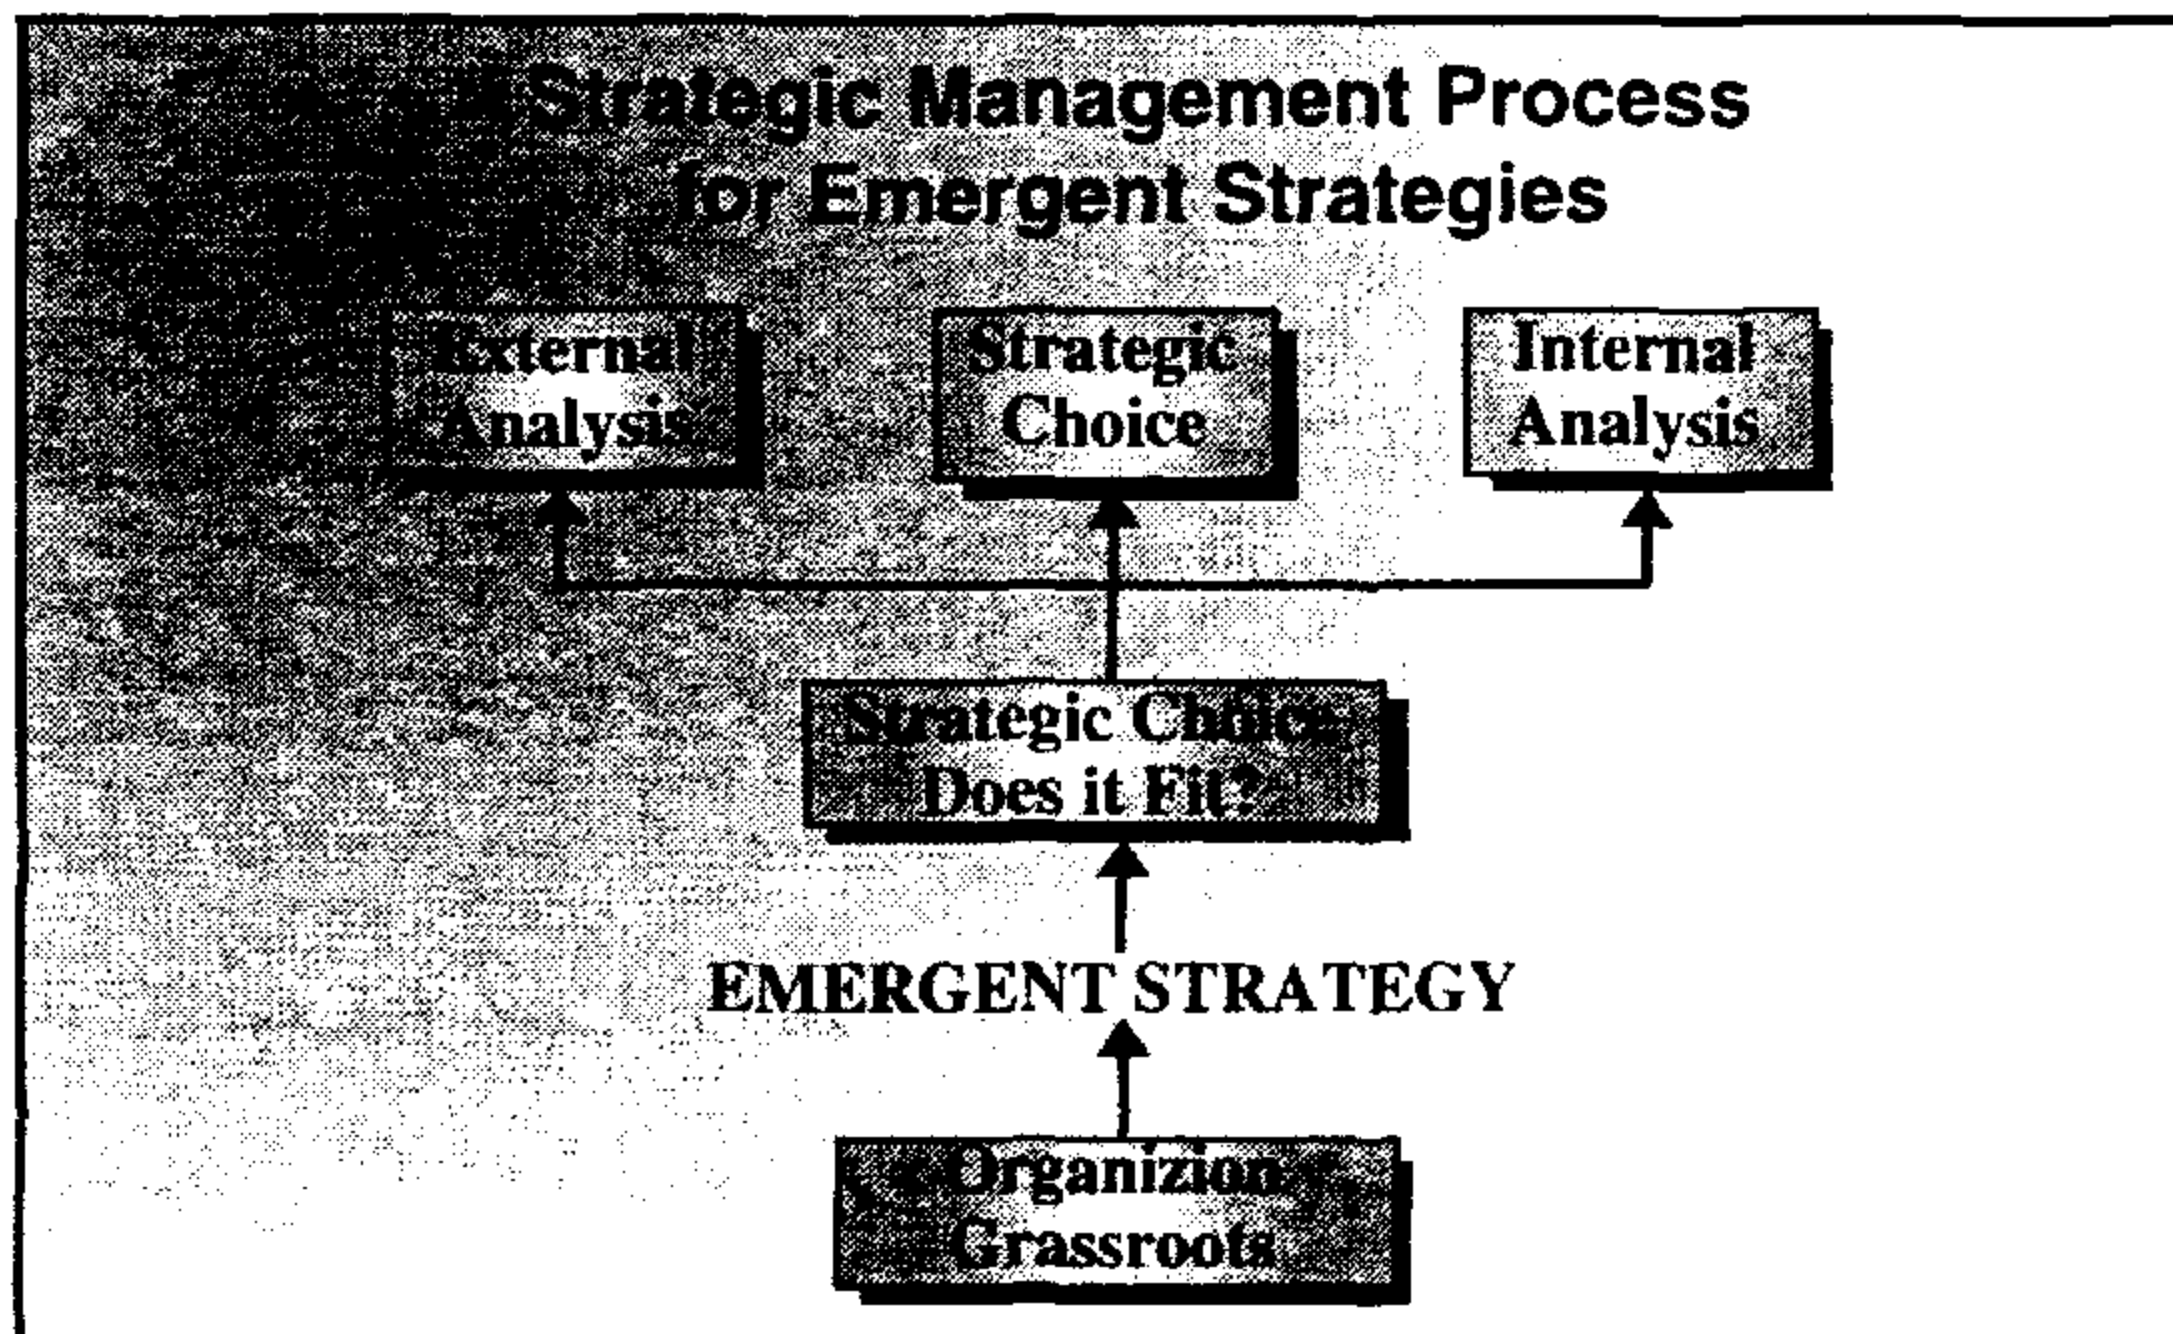 Strategic Management Process
for Emergent Strategies
External
Analysis
Strategic
Choice
Internal
Analysis
Strategic Choice
Does it Fit?
EMERGENT STRATEGY
Organizion
Grassroots